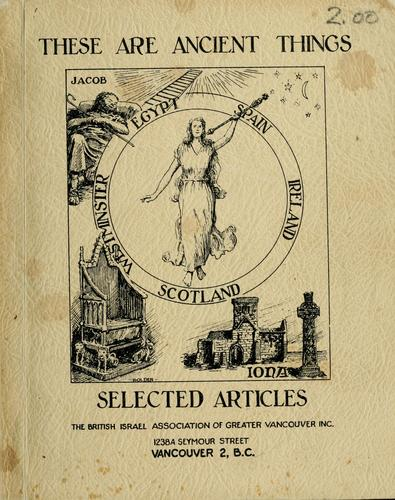 2.00
THESE ARE ANCIENT THINGS
JACOB
EGYPT
SPAIN
IRELAND
SCOTLAND
WESTMINSTER
IONA
HOLDER
SELECTED ARTICLES
THE BRITISH ISRAEL ASSOCIATION OF GREATER VANCOUVER INC.
1238A SEYMOUR STREET
VANCOUVER 2, B.C.